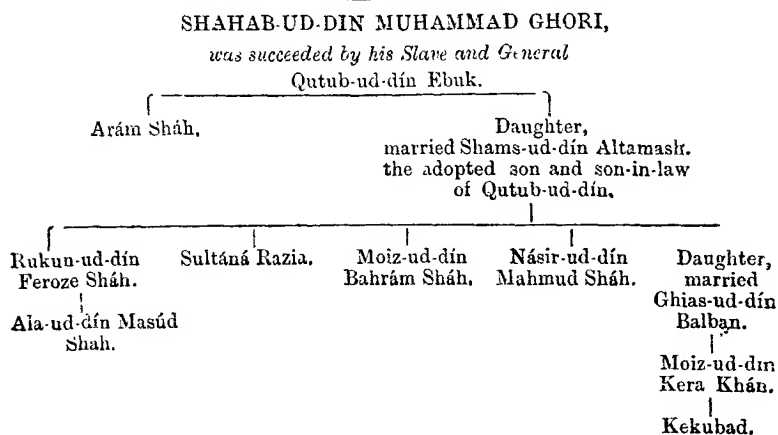 SHAHAB-UD-DIN MUHAMMAD GHORI,
was succeeded by his Slave and General
Qutub-ud-dín Ebuk.
Arám Sháh.
Daughter,
married Shams-ud-dín Altamash.
the adopted son and son-in-law
of Qutub-ud-dín.
Rukun-ud-dín
Feroze Sháh.
Ala-ud-dín Masúd
Shah.
Sultáná Razia.
Moiz-ud-dín
Bahrám Sháh.
Násir-ud-dín
Mahmud Sháh.
Daughter,
married
Ghias-ud-dín
Balban.
Moiz-ud-dín
Kera Khán.
Kekubad.